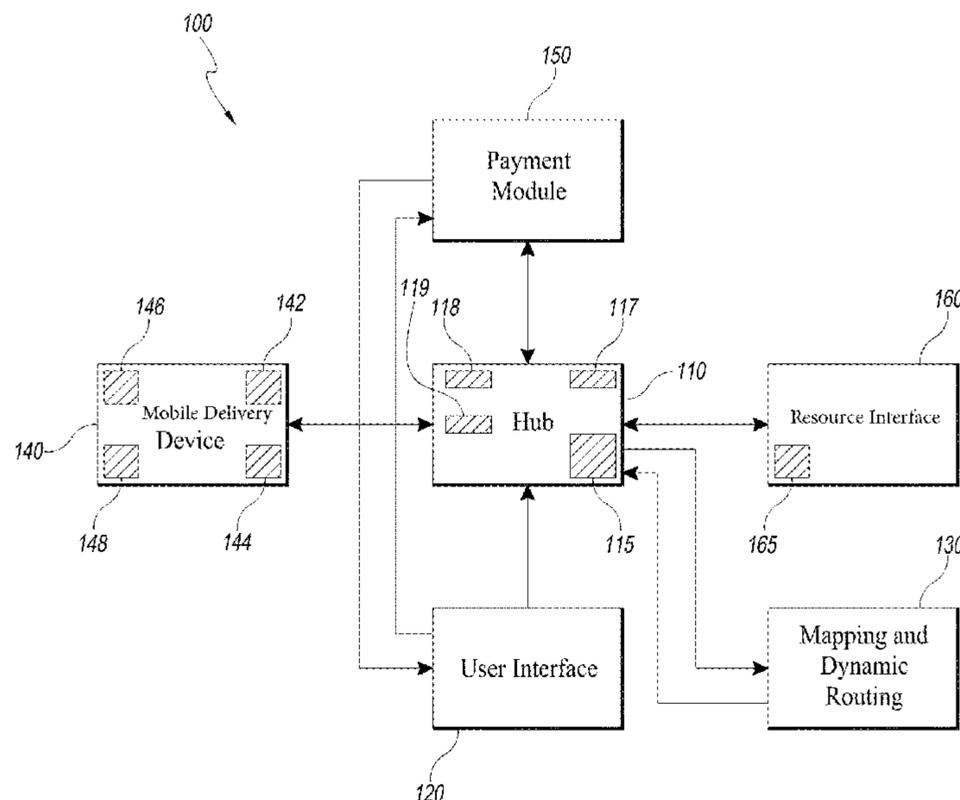 100
150
Payment
Module
119
146
142
118
117
160
110
Mobile Delivery
Device
Hub
Resource Interface
140
148
144
115
165
130
User Interface
Mapping and
Dynamic
Routing
120